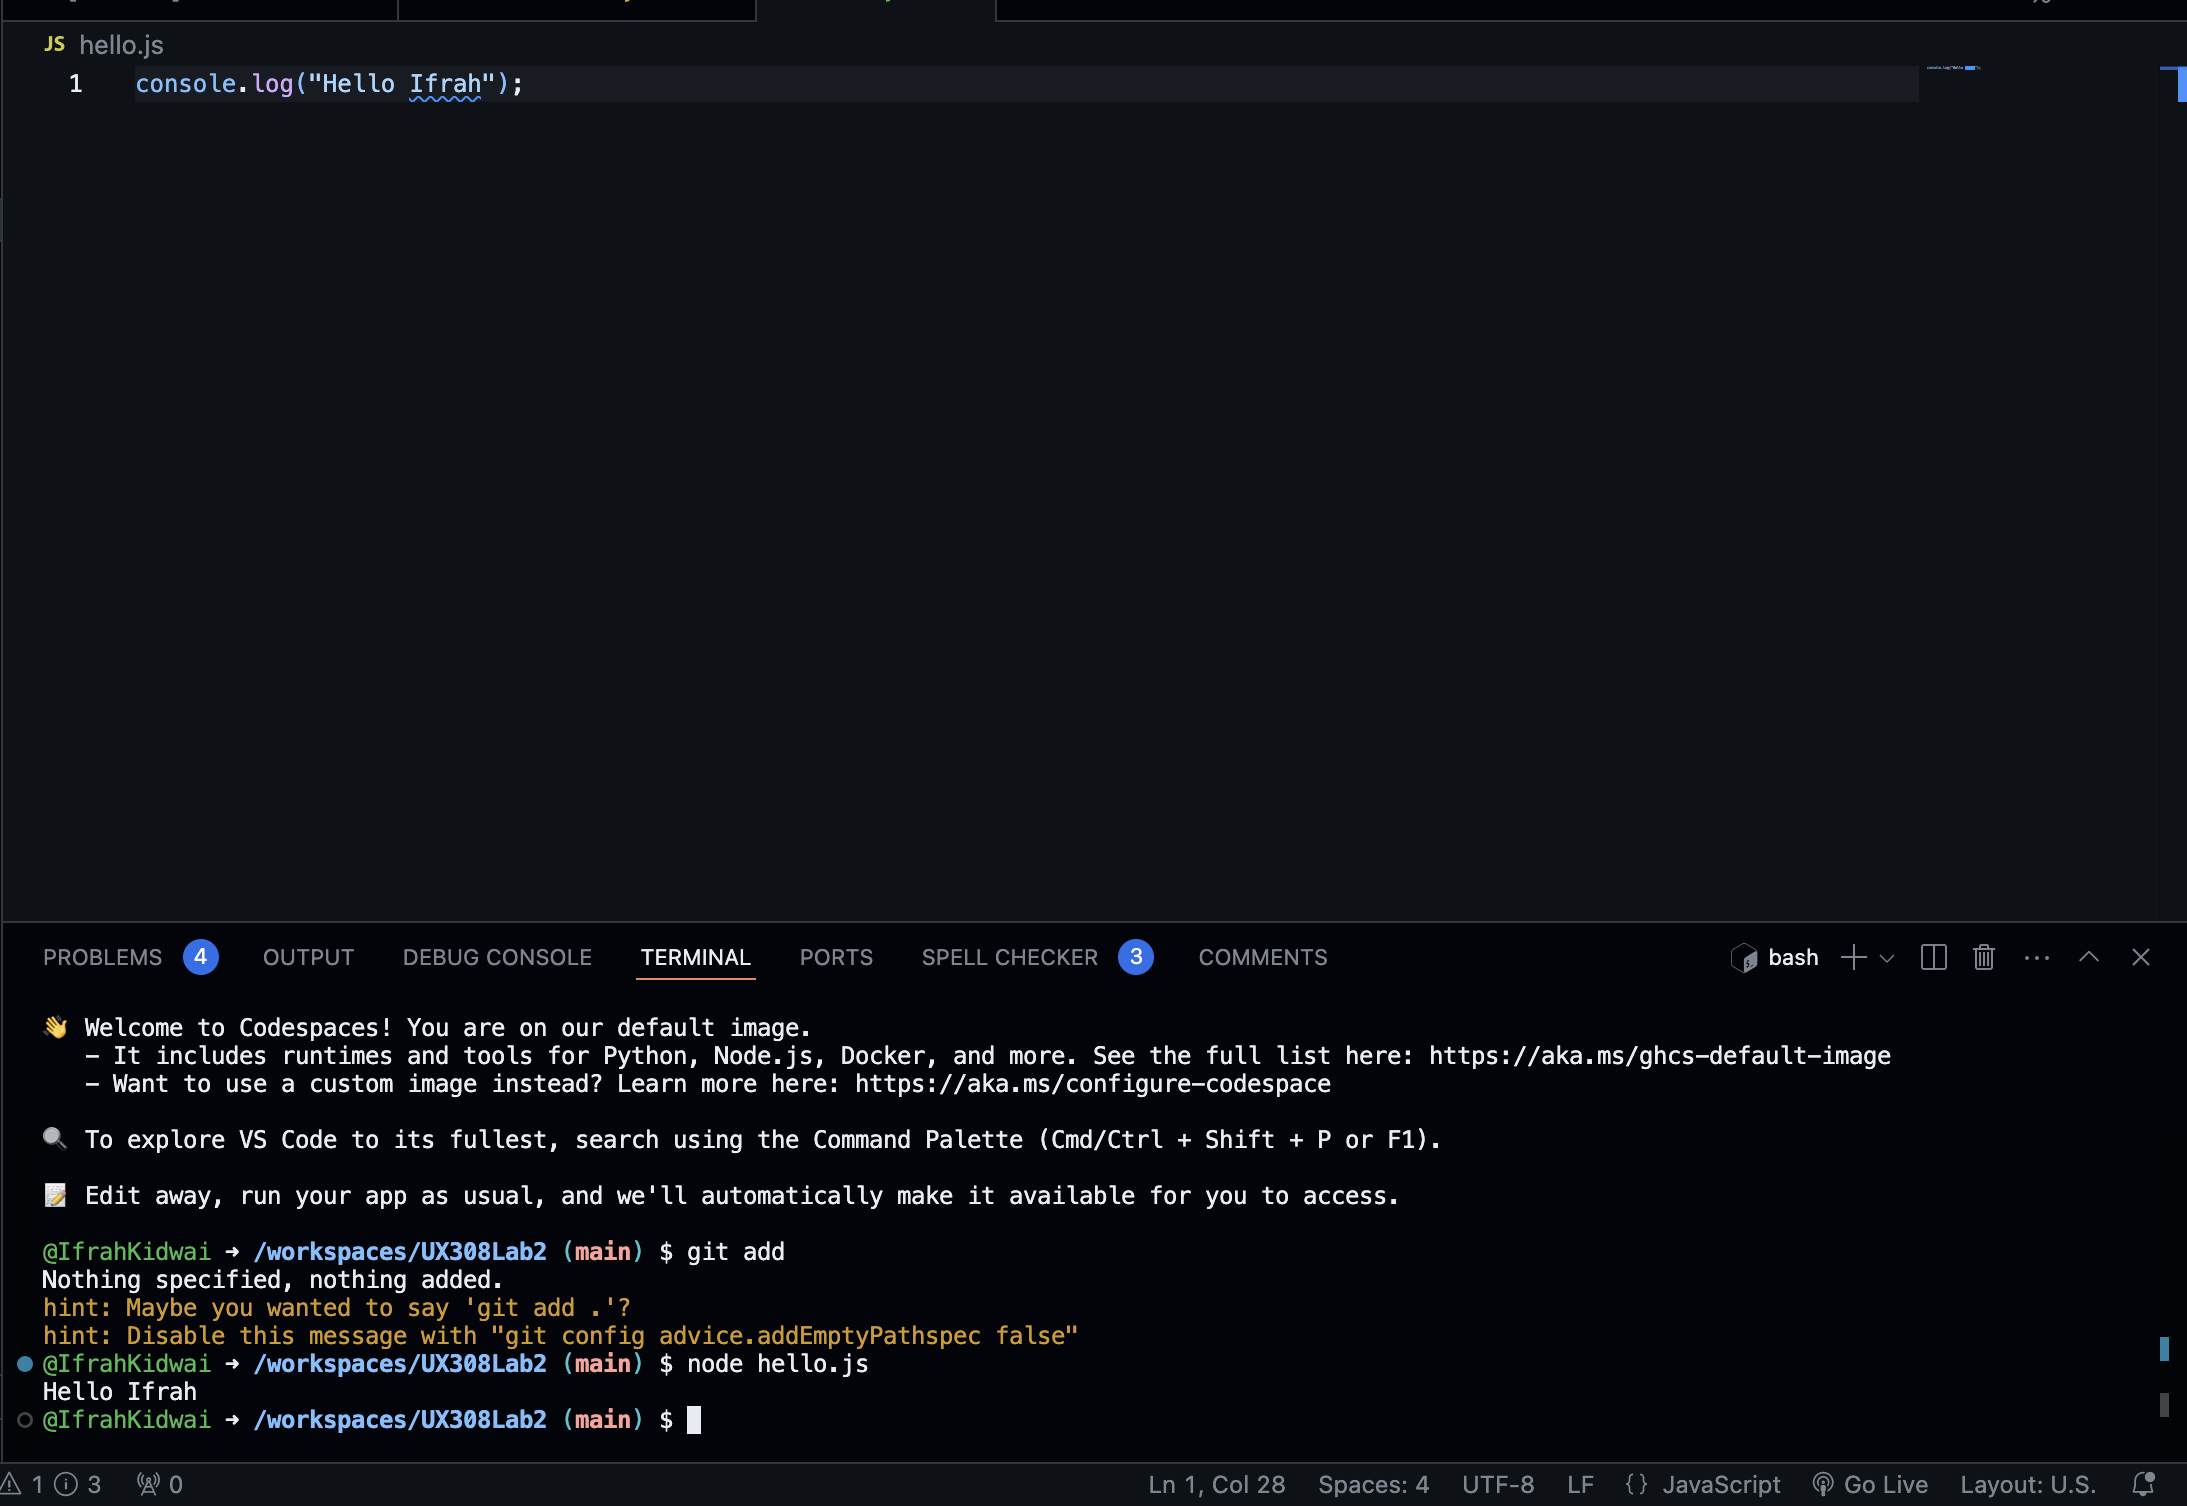 JS hello.js
1 console.log("Hello Ifrah");
PROBLEMS 4 OUTPUT DEBUG CONSOLE TERMINAL PORTS SPELL CHECKER 3 COMMENTS bash
👋 Welcome to Codespaces! You are on our default image.
- It includes runtimes and tools for Python, Node.js, Docker, and more. See the full list here: https://aka.ms/ghcs-default-image
- Want to use a custom image instead? Learn more here: https://aka.ms/configure-codespace
🔍 To explore VS Code to its fullest, search using the Command Palette (Cmd/Ctrl + Shift + P or F1).
📝 Edit away, run your app as usual, and we'll automatically make it available for you to access.
@IfrahKidwai ➜ /workspaces/UX308Lab2 (main) $ git add
Nothing specified, nothing added.
hint: Maybe you wanted to say 'git add .'?
hint: Disable this message with "git config advice.addEmptyPathspec false"
@IfrahKidwai ➜ /workspaces/UX308Lab2 (main) $ node hello.js
Hello Ifrah
@IfrahKidwai ➜ /workspaces/UX308Lab2 (main) $
1 3 0 Ln 1, Col 28 Spaces: 4 UTF-8 LF {} JavaScript Go Live Layout: U.S.